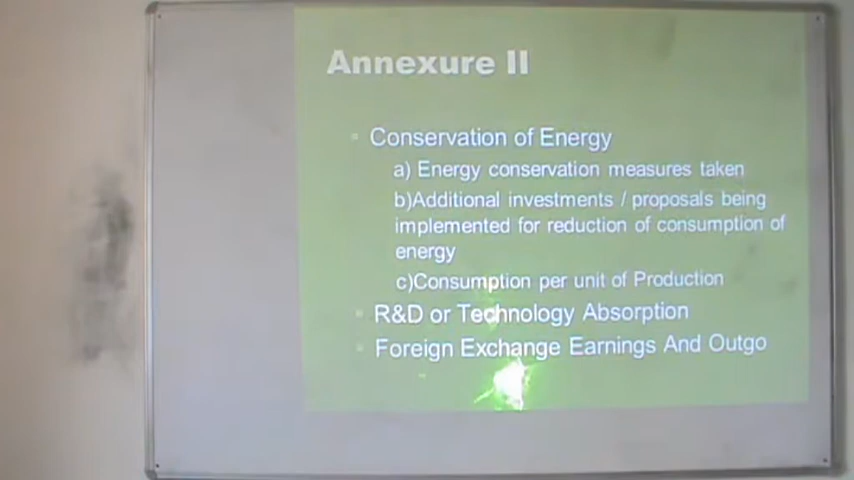 Annexure II
Conservation of Energy
a) Energy conservation measures taken
b)Additional investments / proposals being
implemented for reduction of consumption of
energy
c)Consumption per unit of Production
R&D or Technology Absorption
Foreign Exchange Earnings And Outgo